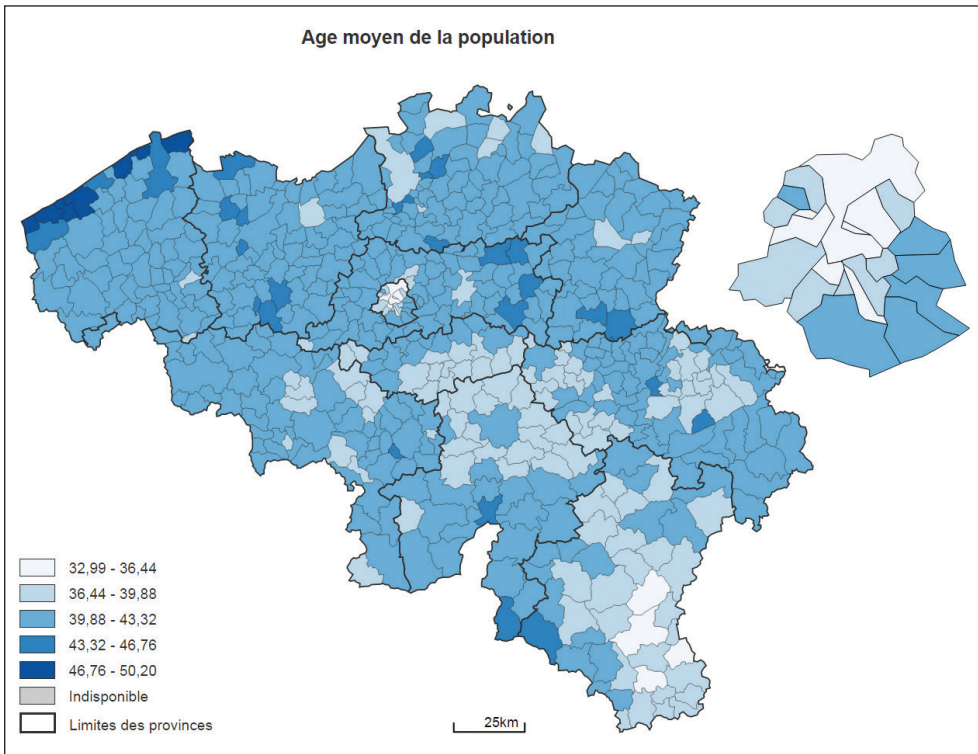 Age moyen de la population
32,99 - 36,44
36,44 - 39,88
39,88 - 43,32
43,32 - 46,76
46,76 - 50,20
Indisponible
Limites des provinces
25km